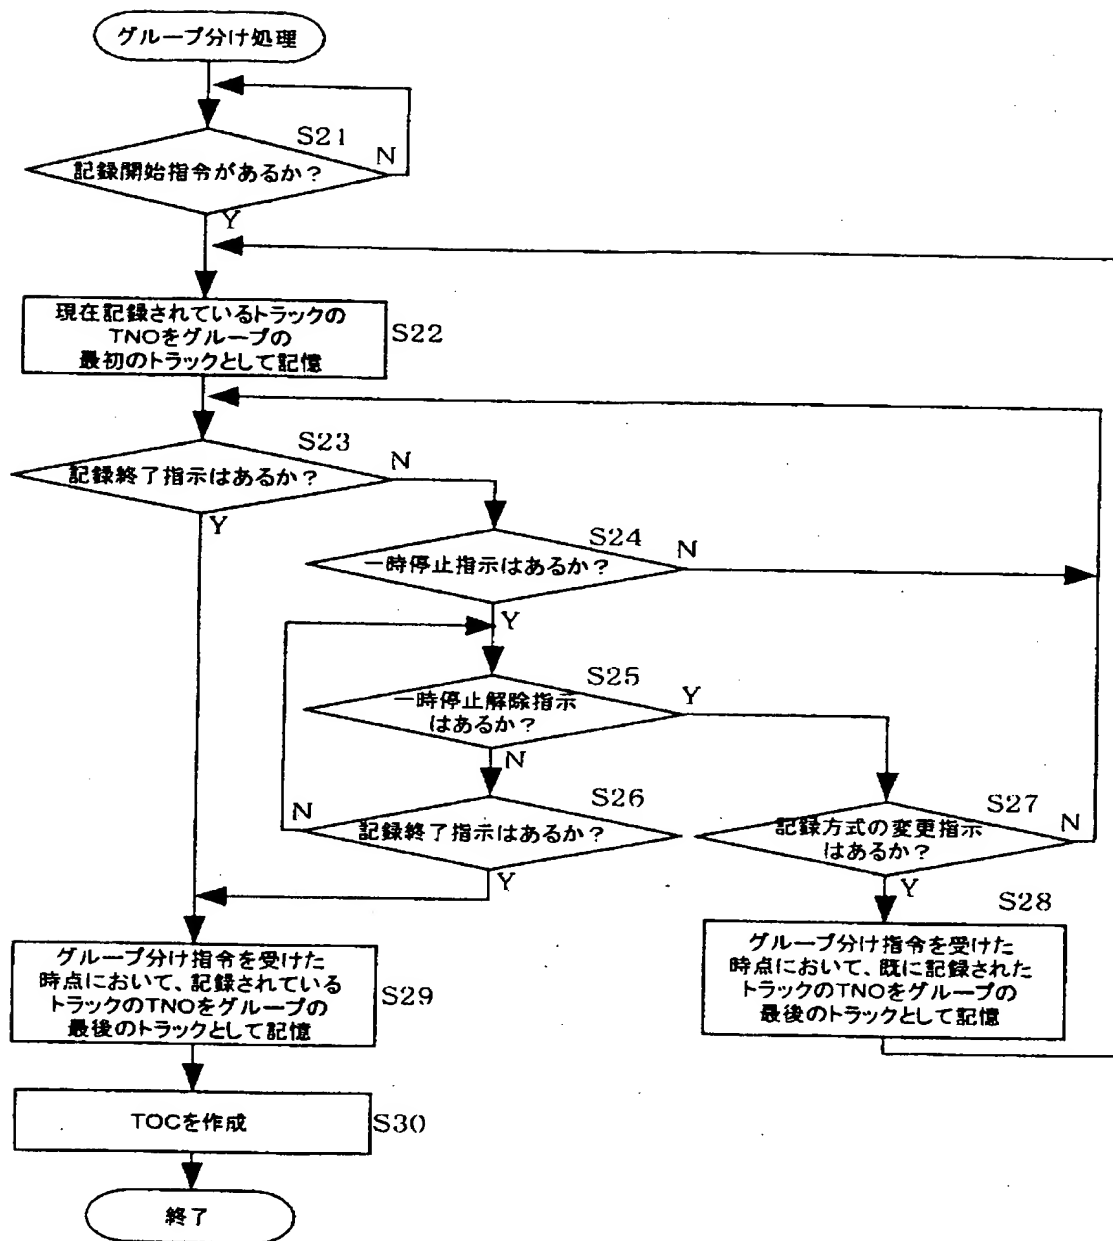 グループ分け処理
S21
記録開始指令があるか？
N
Y
現在記録されているトラックの
TNOをグループの
最初のトラックとして記憶
S22
S23
記録終了指示はあるか？
N
Y
S24
一時停止指示はあるか？
N
Y
S25
一時停止解除指示
はあるか？
Y
N
S26
記録終了指示はあるか？
N
Y
S27
記録方式の変更指示
はあるか？
N
Y
S28
グループ分け指令を受けた
時点において、既に記録された
トラックのTNOをグループの
最後のトラックとして記憶
グループ分け指令を受けた
時点において、記録されている
トラックのTNOをグループの
最後のトラックとして記憶
S29
TOCを作成
S30
終了